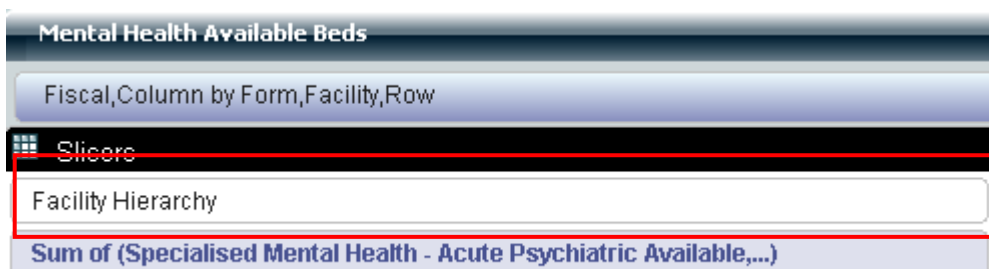 Mental Health Available Beds
Fiscal,Column by Form,Facility,Row
Slicers
Facility Hierarchy
Sum of (Specialised Mental Health - Acute Psychiatric Available,...)